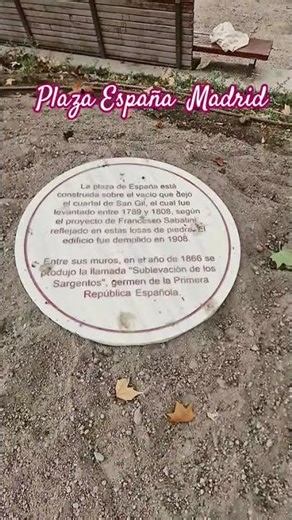 Plaza España Madrid
La plaza de España está
construida sobre el vacío que dejó
el cuartel de San Gil, el cual fue
levantado entre 1789 y 1808, según
el proyecto de Francisco Sabatini,
reflejado en estas losas de piedra. El
edificio fue demolido en 1908.
Entre sus muros, en el año de 1866 se
produjo la llamada "Sublevación de los
Sargentos", germen de la Primera
República Española.